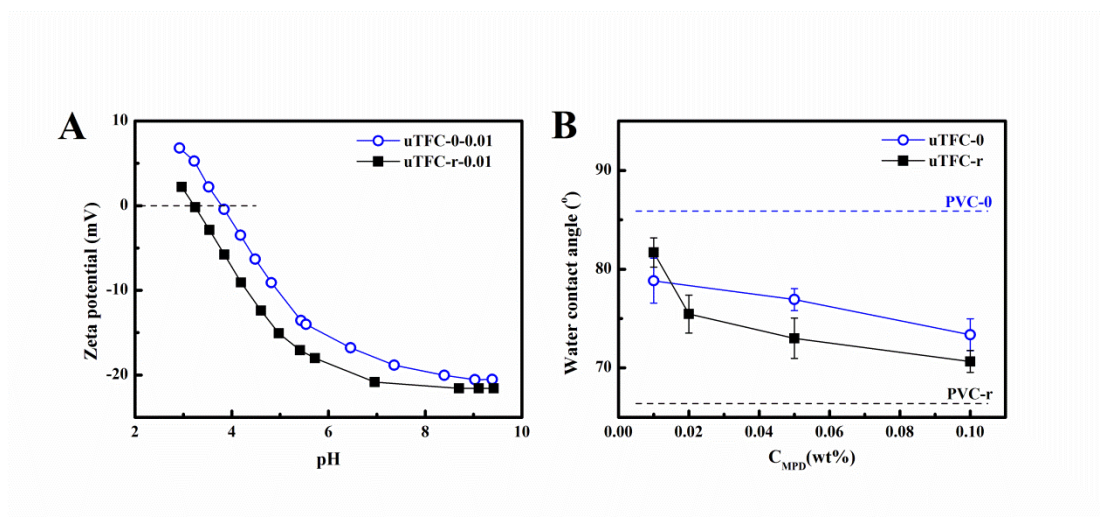 A
uTFC-0-0.01
uTFC-r-0.01
10
0
-10
-20
Zeta potential (mV)
2
4
6
8
10
pH
B
uTFC-0
uTFC-r
90
80
70
Water contact angle (⁰)
PVC-0
PVC-r
0.00
0.02
0.04
0.06
0.08
0.10
C_MPD(wt%)